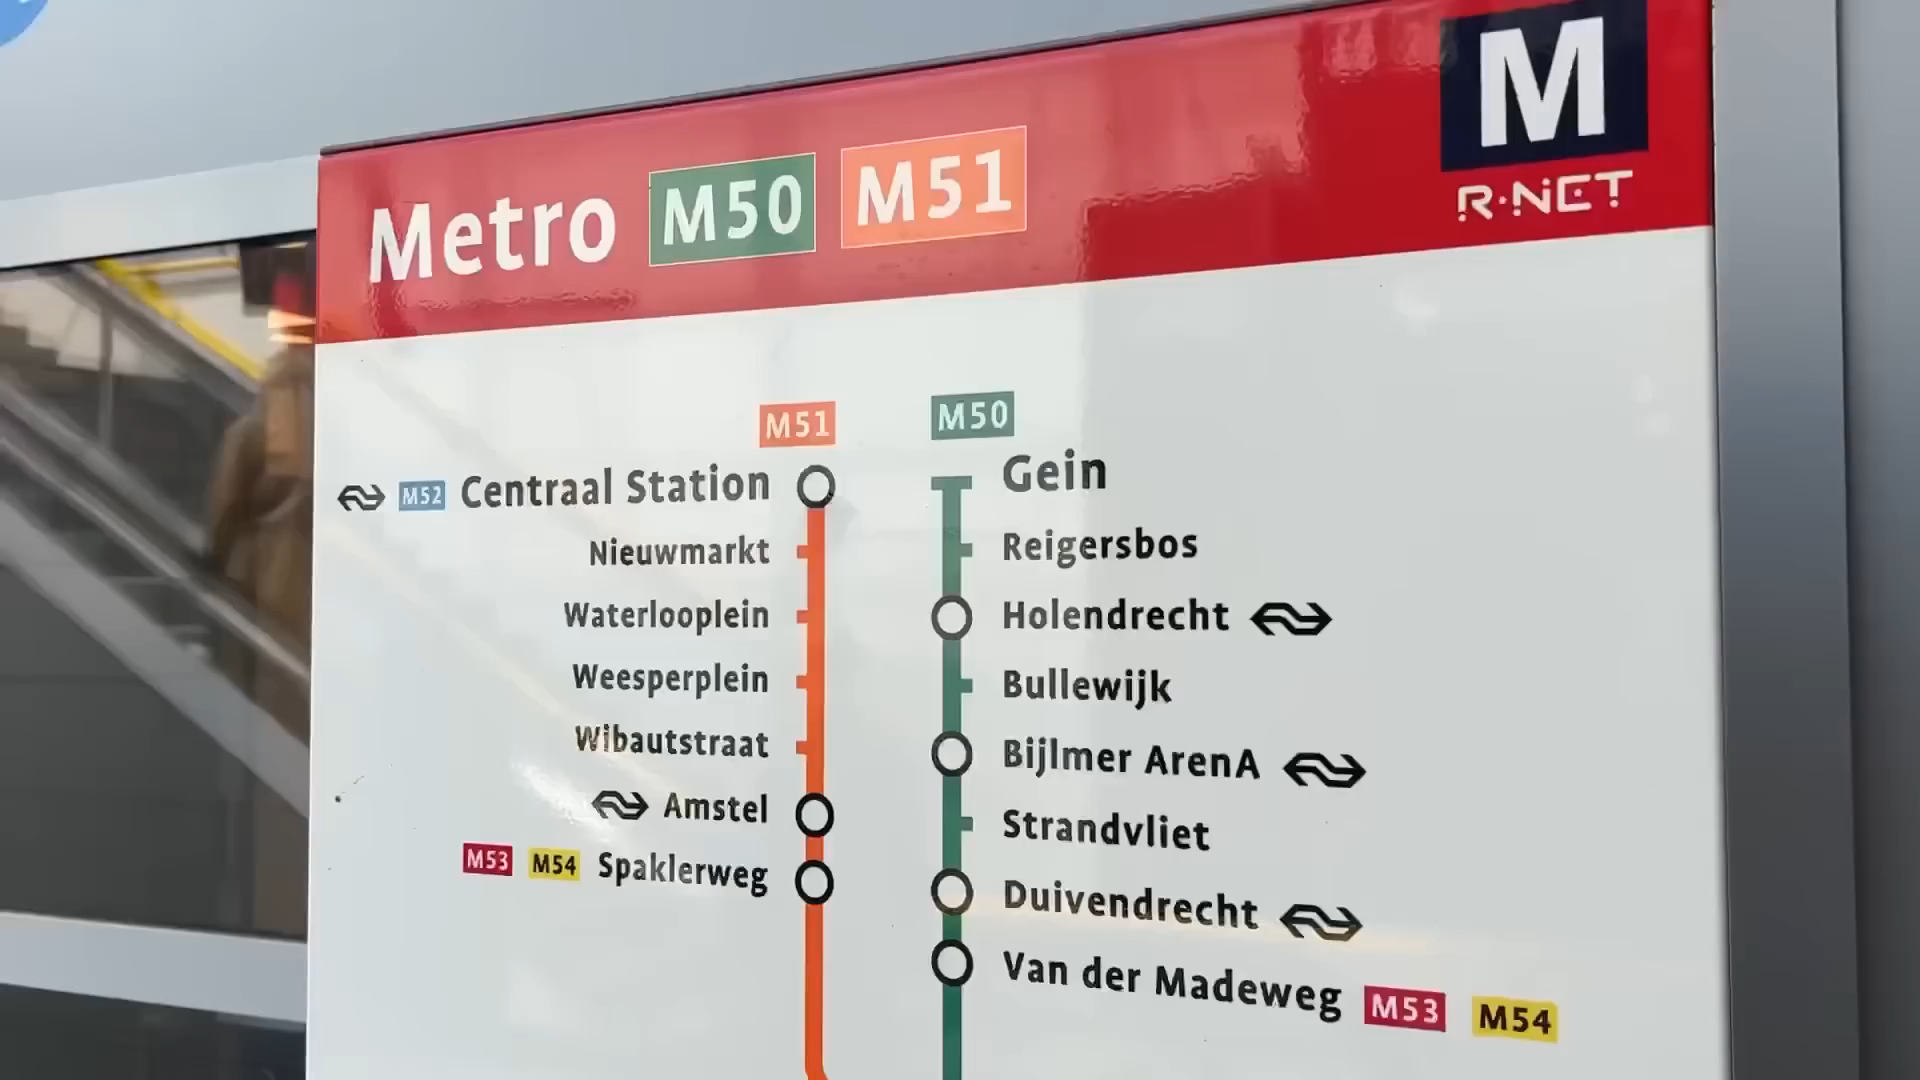 M
R·NET
Metro M50 M51
M51
M52 Centraal Station
Nieuwmarkt
Waterlooplein
Weesperplein
Wibautstraat
Amstel
M53 M54 Spaklerweg
M50
Gein
Reigersbos
Holendrecht
Bullewijk
Bijlmer ArenA
Strandvliet
Duivendrecht
Van der Madeweg M53 M54